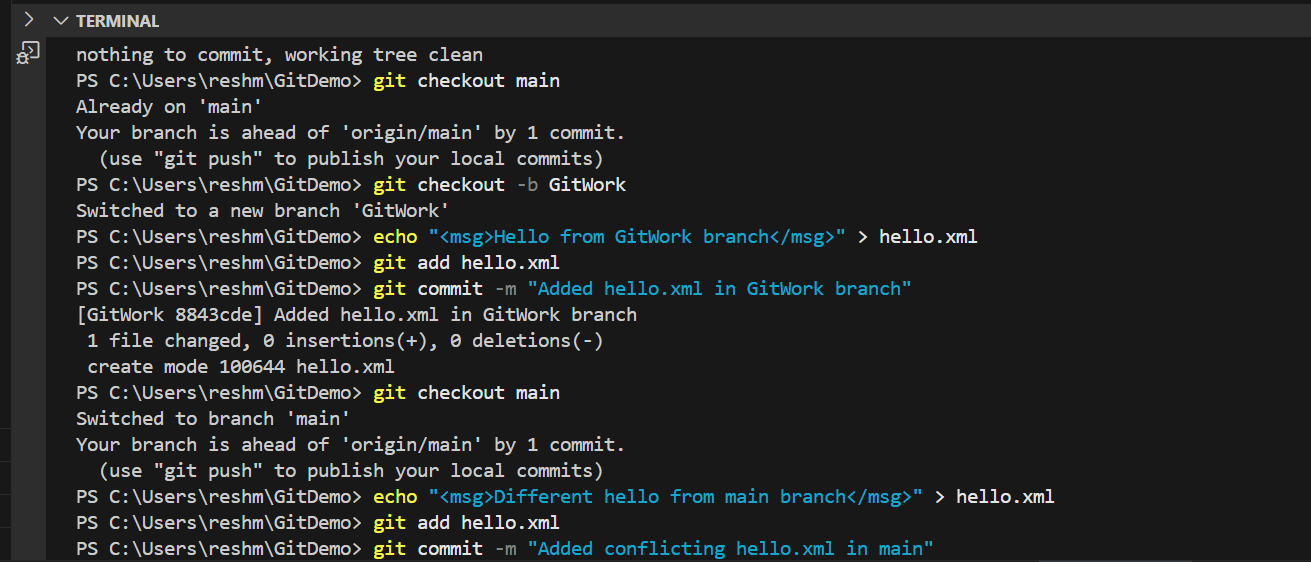 TERMINAL
nothing to commit, working tree clean
PS C:\Users\reshm\GitDemo> git checkout main
Already on 'main'
Your branch is ahead of 'origin/main' by 1 commit.
  (use "git push" to publish your local commits)
PS C:\Users\reshm\GitDemo> git checkout -b GitWork
Switched to a new branch 'GitWork'
PS C:\Users\reshm\GitDemo> echo "<msg>Hello from GitWork branch</msg>" > hello.xml
PS C:\Users\reshm\GitDemo> git add hello.xml
PS C:\Users\reshm\GitDemo> git commit -m "Added hello.xml in GitWork branch"
[GitWork 8843cde] Added hello.xml in GitWork branch
 1 file changed, 0 insertions(+), 0 deletions(-)
 create mode 100644 hello.xml
PS C:\Users\reshm\GitDemo> git checkout main
Switched to branch 'main'
Your branch is ahead of 'origin/main' by 1 commit.
  (use "git push" to publish your local commits)
PS C:\Users\reshm\GitDemo> echo "<msg>Different hello from main branch</msg>" > hello.xml
PS C:\Users\reshm\GitDemo> git add hello.xml
PS C:\Users\reshm\GitDemo> git commit -m "Added conflicting hello.xml in main"